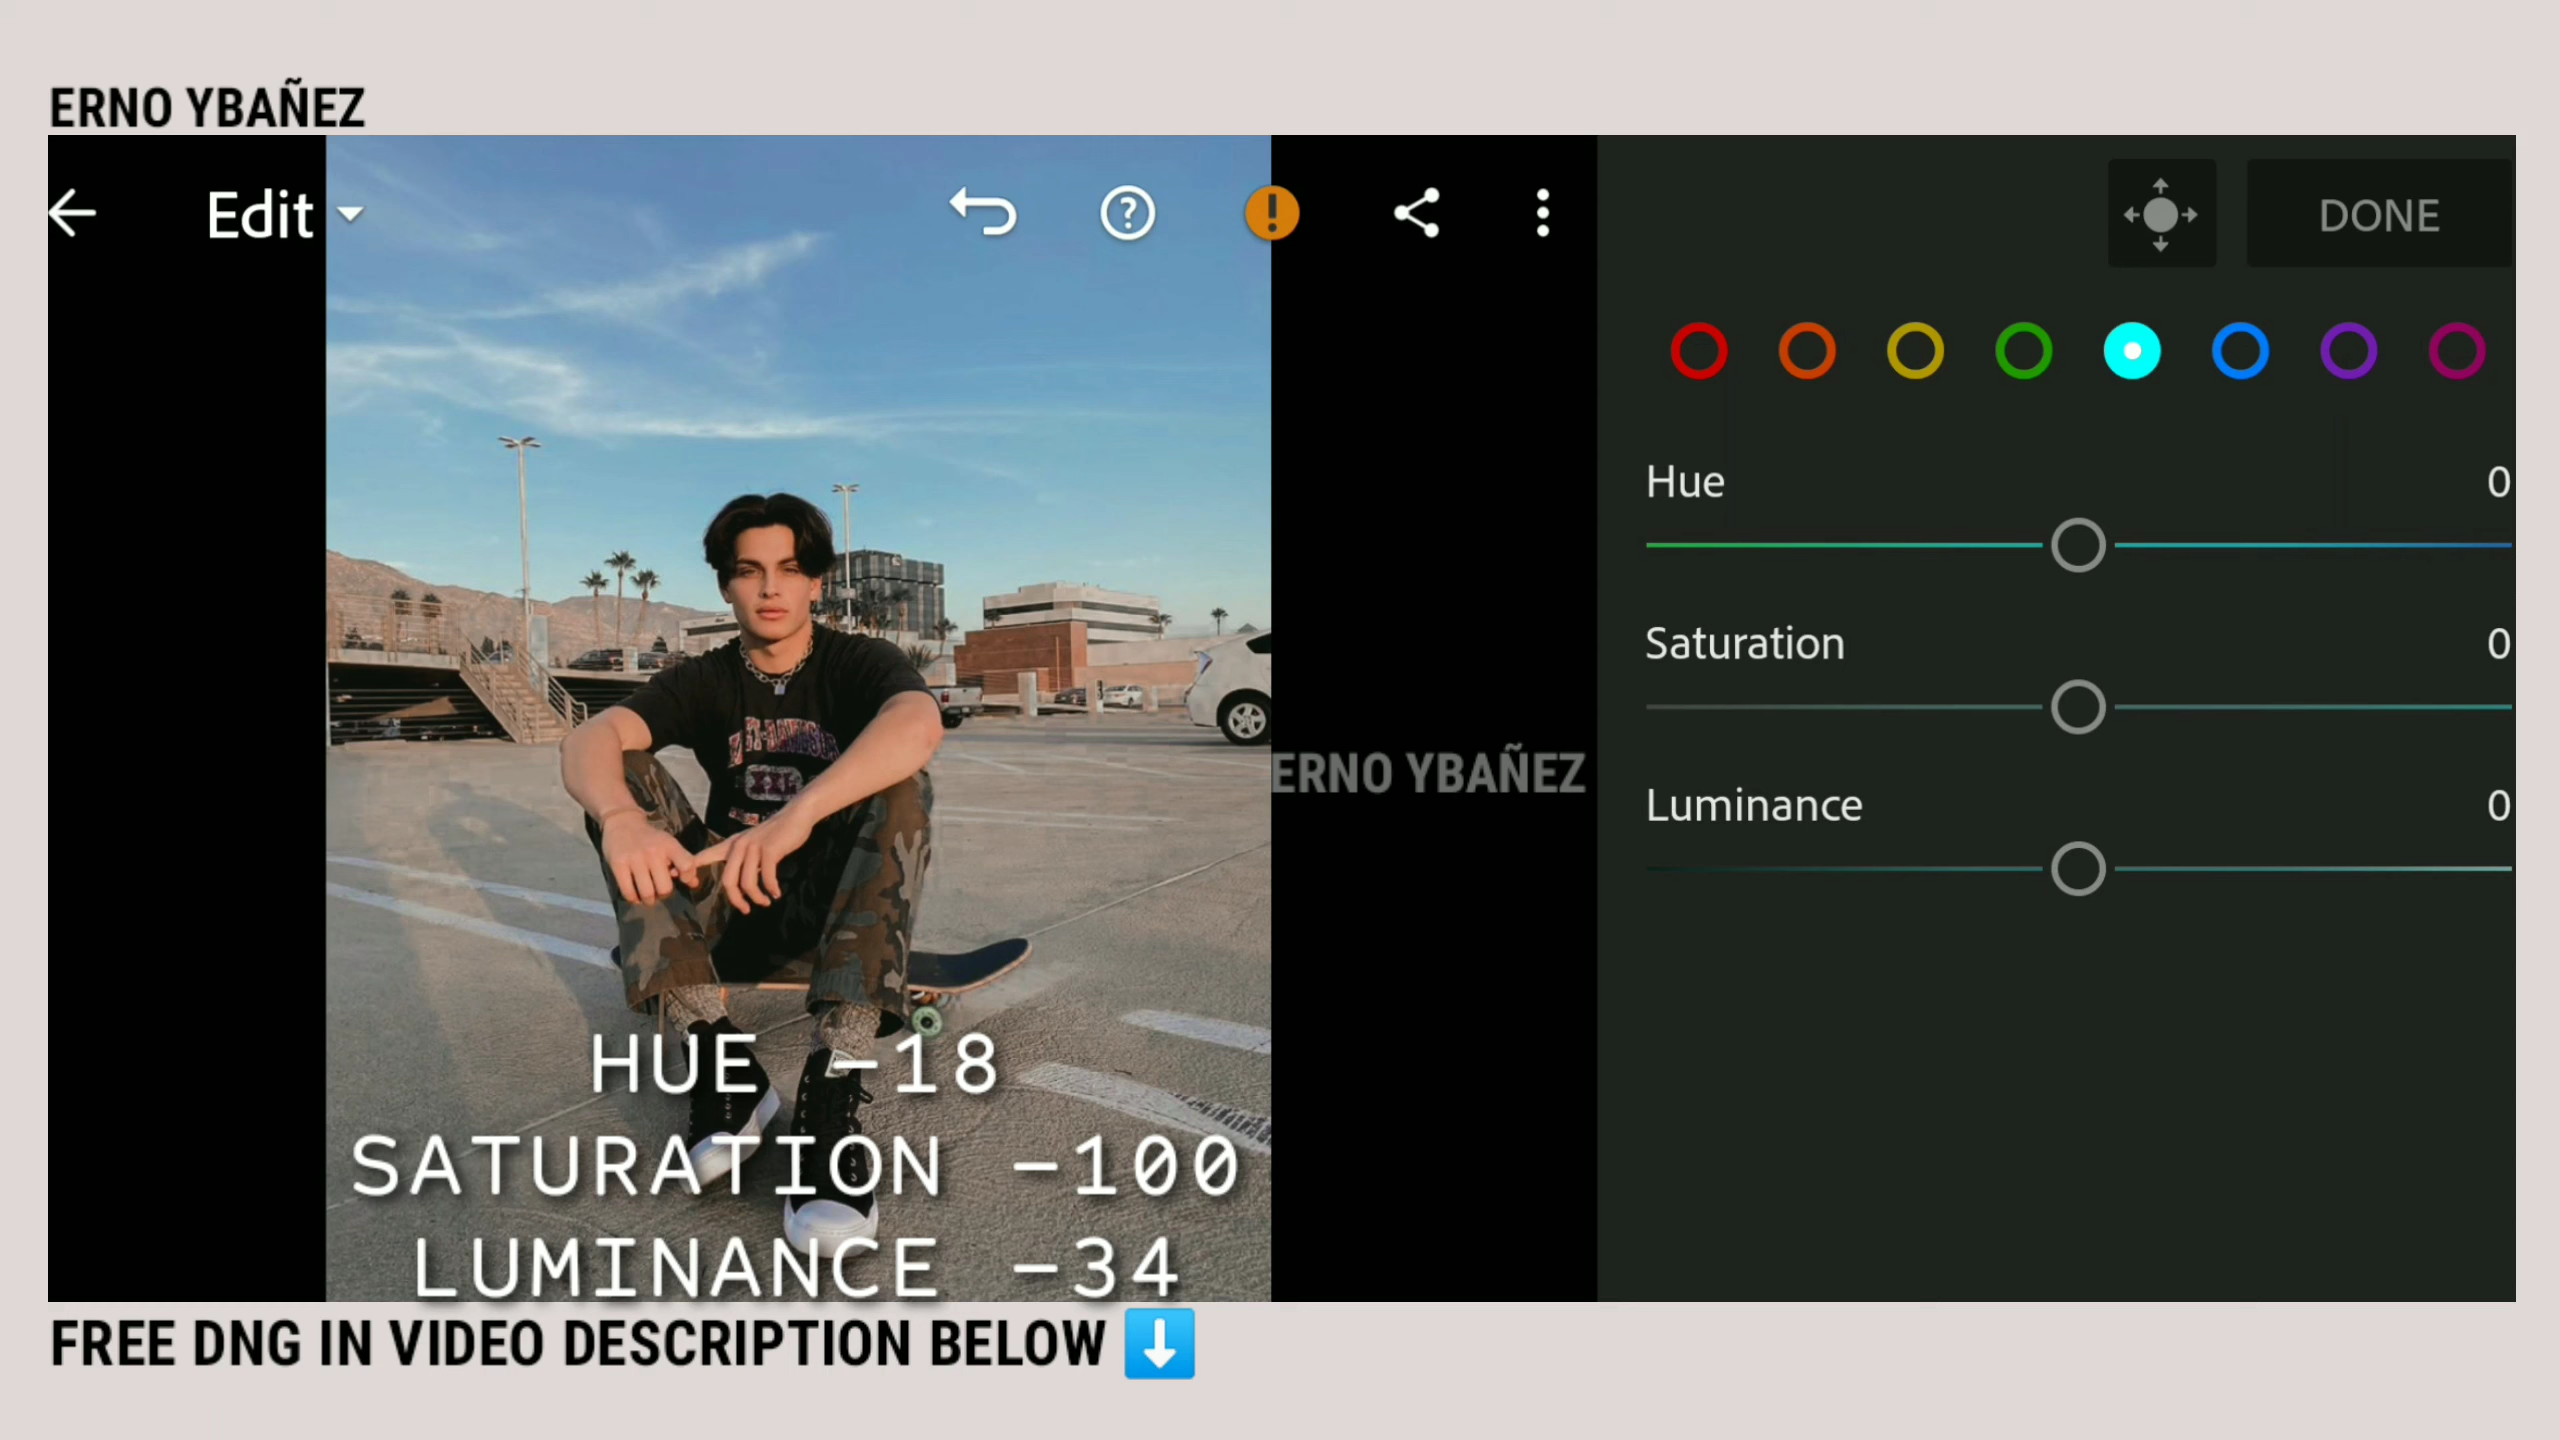 ERNO YBAÑEZ
Edit
DONE
Hue 0
Saturation 0
ERNO YBAÑEZ
Luminance 0
HUE -18
SATURATION -100
LUMINANCE -34
FREE DNG IN VIDEO DESCRIPTION BELOW ⬇️